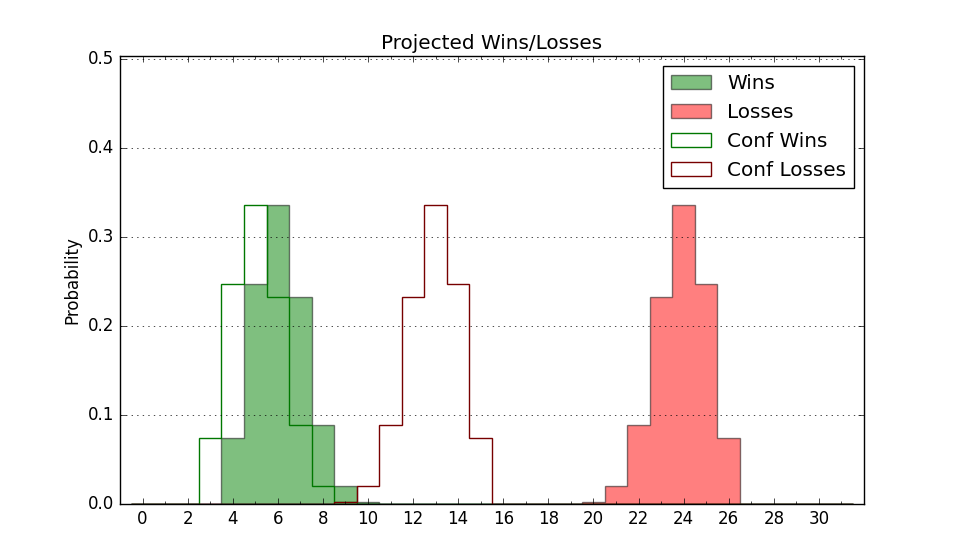 Projected Wins/Losses
0.5
0.4
0.3
0.2
0.1
0.0
Probability
Wins
Losses
Conf Wins
Conf Losses
0 2 4 6 8 10 12 14 16 18 20 22 24 26 28 30